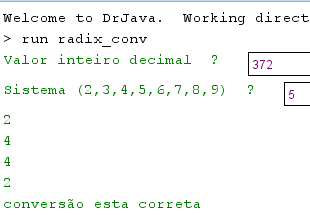 Welcome to DrJava.  Working direct
> run radix_conv
Valor inteiro decimal  ?  372
Sistema (2,3,4,5,6,7,8,9)  ?  5
2
4
4
2
conversão esta correta